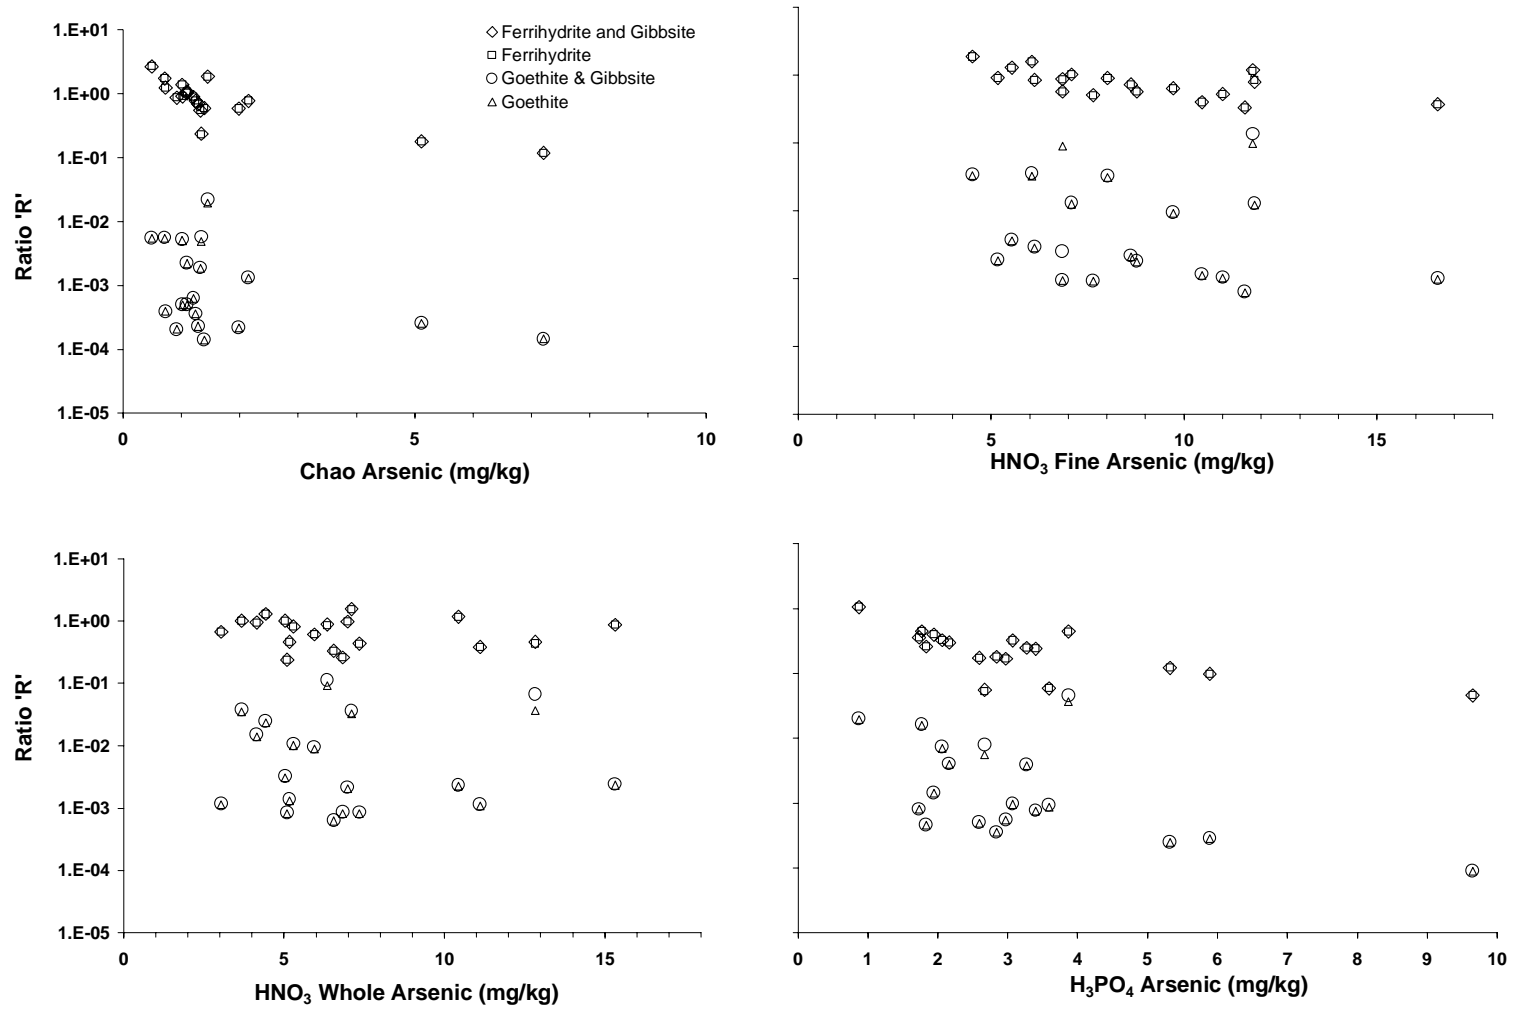 1.E+01
1.E+00
1.E-01
1.E-02
1.E-03
1.E-04
1.E-05
Ratio 'R'
0 5 10
Chao Arsenic (mg/kg)
Ferrihydrite and Gibbsite
Ferrihydrite
Goethite & Gibbsite
Goethite
0 5 10 15
HNO₃ Fine Arsenic (mg/kg)
1.E+01
1.E+00
1.E-01
1.E-02
1.E-03
1.E-04
1.E-05
Ratio 'R'
0 5 10 15
HNO₃ Whole Arsenic (mg/kg)
0 1 2 3 4 5 6 7 8 9 10
H₃PO₄ Arsenic (mg/kg)